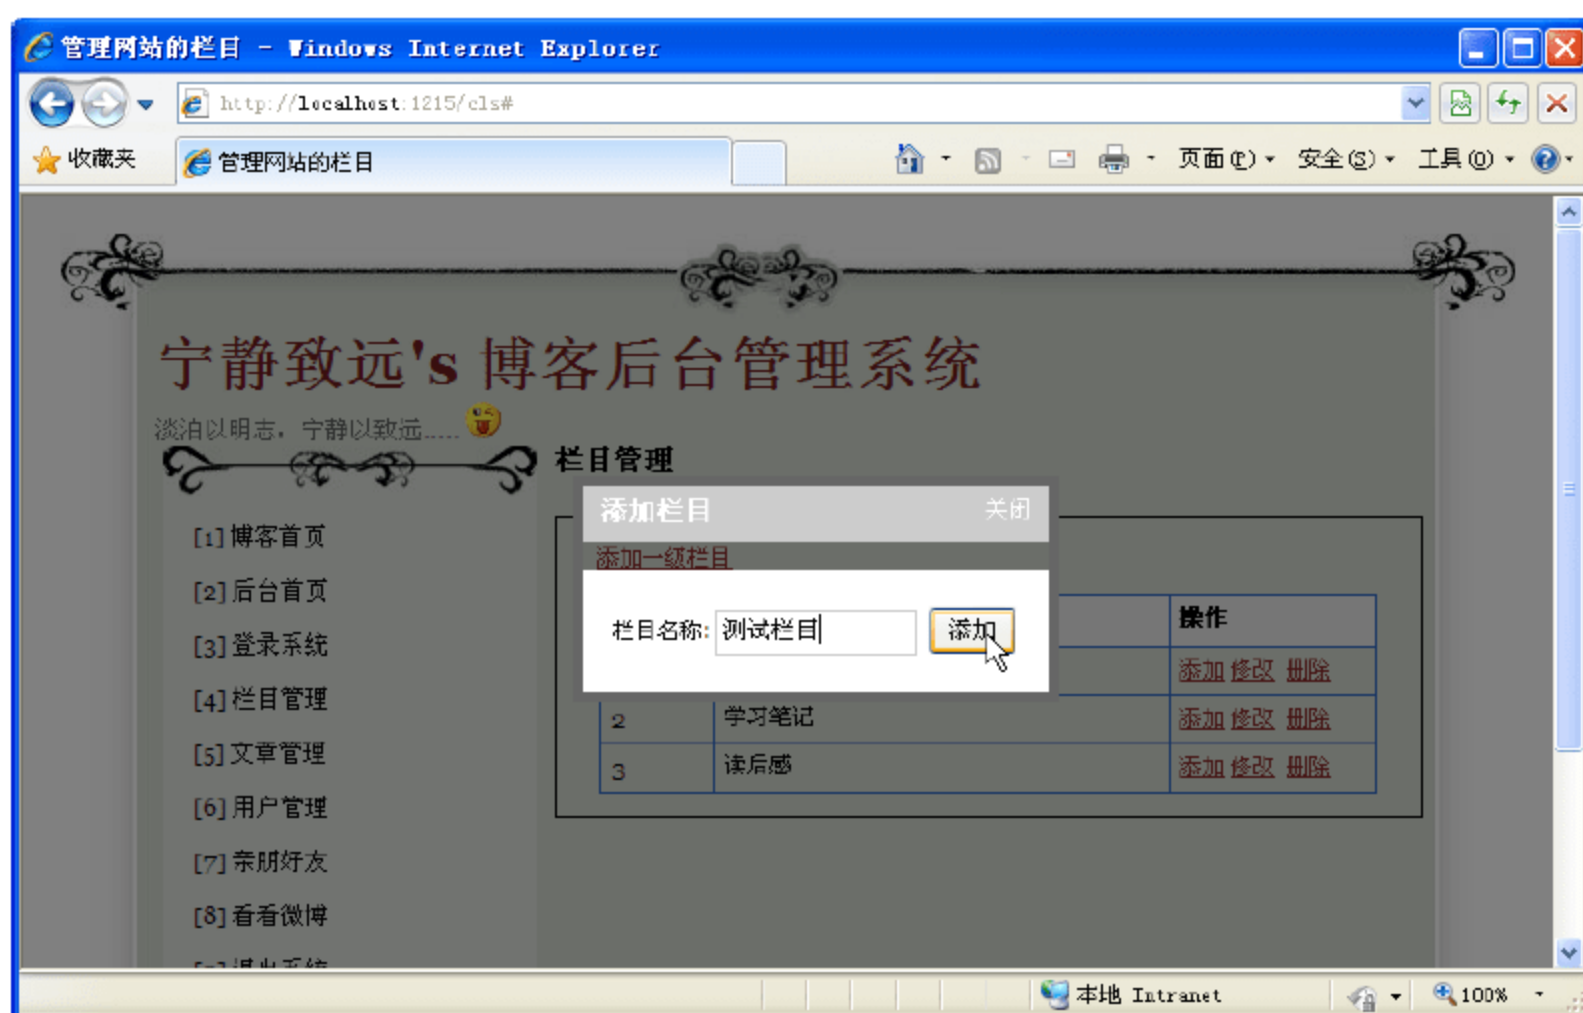 管理网站的栏目 - Windows Internet Explorer
http://localhost:1215/cls#
收藏夹 管理网站的栏目 页面(P) 安全(S) 工具(O)
宁静致远's 博客后台管理系统
淡泊以明志，宁静以致远......
栏目管理
添加栏目 关闭
添加一级栏目
栏目名称: 测试栏目 添加
操作
添加 修改 删除
2 学习笔记 添加 修改 删除
3 读后感 添加 修改 删除
[1] 博客首页
[2] 后台首页
[3] 登录系统
[4] 栏目管理
[5] 文章管理
[6] 用户管理
[7] 亲朋好友
[8] 看看微博
本地 Intranet 100%